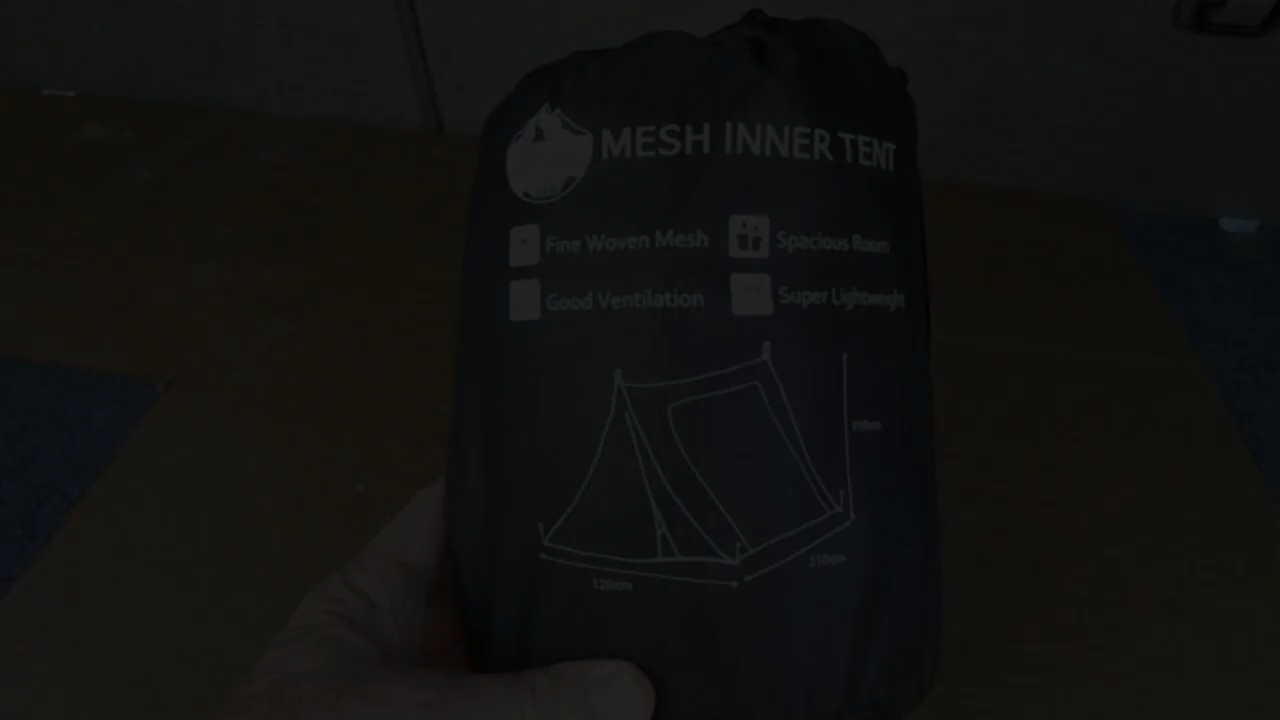 MESH INNER TENT
Fine Woven Mesh
Spacious Room
Good Ventilation
Super Lightweight
120cm
210cm